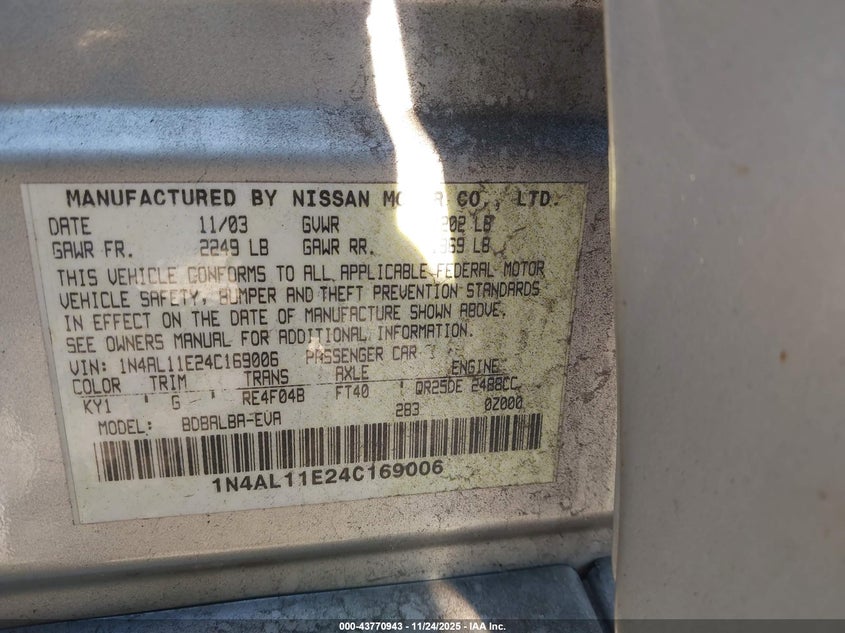 MANUFACTURED BY NISSAN MOTOR CO., LTD.
DATE 11/03 GVWR 202 LB
GAWR FR. 2249 LB GAWR RR. 969 LB
THIS VEHICLE CONFORMS TO ALL APPLICABLE FEDERAL MOTOR
VEHICLE SAFETY, BUMPER AND THEFT PREVENTION STANDARDS
IN EFFECT ON THE DATE OF MANUFACTURE SHOWN ABOVE.
SEE OWNERS MANUAL FOR ADDITIONAL INFORMATION.
VIN: 1N4AL11E24C169006 PASSENGER CAR
COLOR TRIM TRANS AXLE ENGINE
KY1 G RE4F04B FT40 QR25DE 2488CC
MODEL: BDBALBA-EVA 283 0Z000
1N4AL11E24C169006
000-43770943 - 11/24/2025 - IAA Inc.